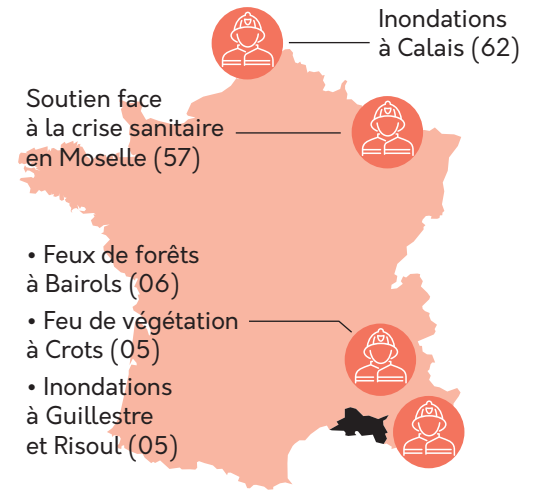 Inondations
à Calais (62)
Soutien face
à la crise sanitaire
en Moselle (57)
• Feux de forêts
à Bairols (06)
• Feu de végétation
à Crots (05)
• Inondations
à Guillestre
et Risoul (05)